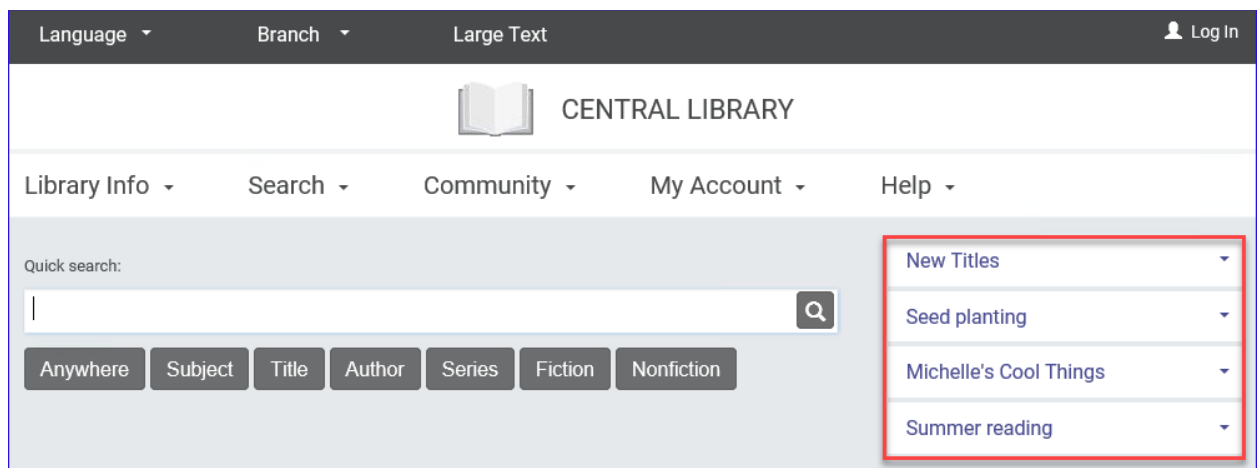 Language Branch Large Text Log In
CENTRAL LIBRARY
Library Info Search Community My Account Help
Quick search:
Anywhere Subject Title Author Series Fiction Nonfiction
New Titles
Seed planting
Michelle's Cool Things
Summer reading